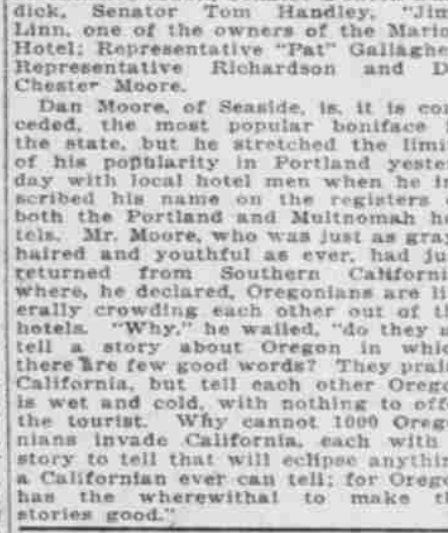 dick, Senator Tom Handley, "Jim
Linn, one of the owners of the Mario
Hotel; Representative "Pat" Gallaghe
Representative Richardson and D
Chester Moore.
Dan Moore, of Seaside, is, it is con
ceded, the most popular boniface
the state, but he stretched the limit
of his popularity in Portland yester
day with local hotel men when he in
scribed his name on the registers
both the Portland and Multnomah ho
tels. Mr. Moore, who was just as gray
haired and youthful as ever, had jus
returned from Southern Californi
where, he declared, Oregonians are lit
erally crowding each other out of th
hotels. "Why," he wailed, "do they a
tell a story about Oregon in which
there are few good words? They prais
California, but tell each other Orego
is wet and cold, with nothing to offe
the tourist. Why cannot 1000 Orego
nians invade California, each with
story to tell that will eclipse anythin
a Californian ever can tell; for Orego
has the wherewithal to make th
stories good."